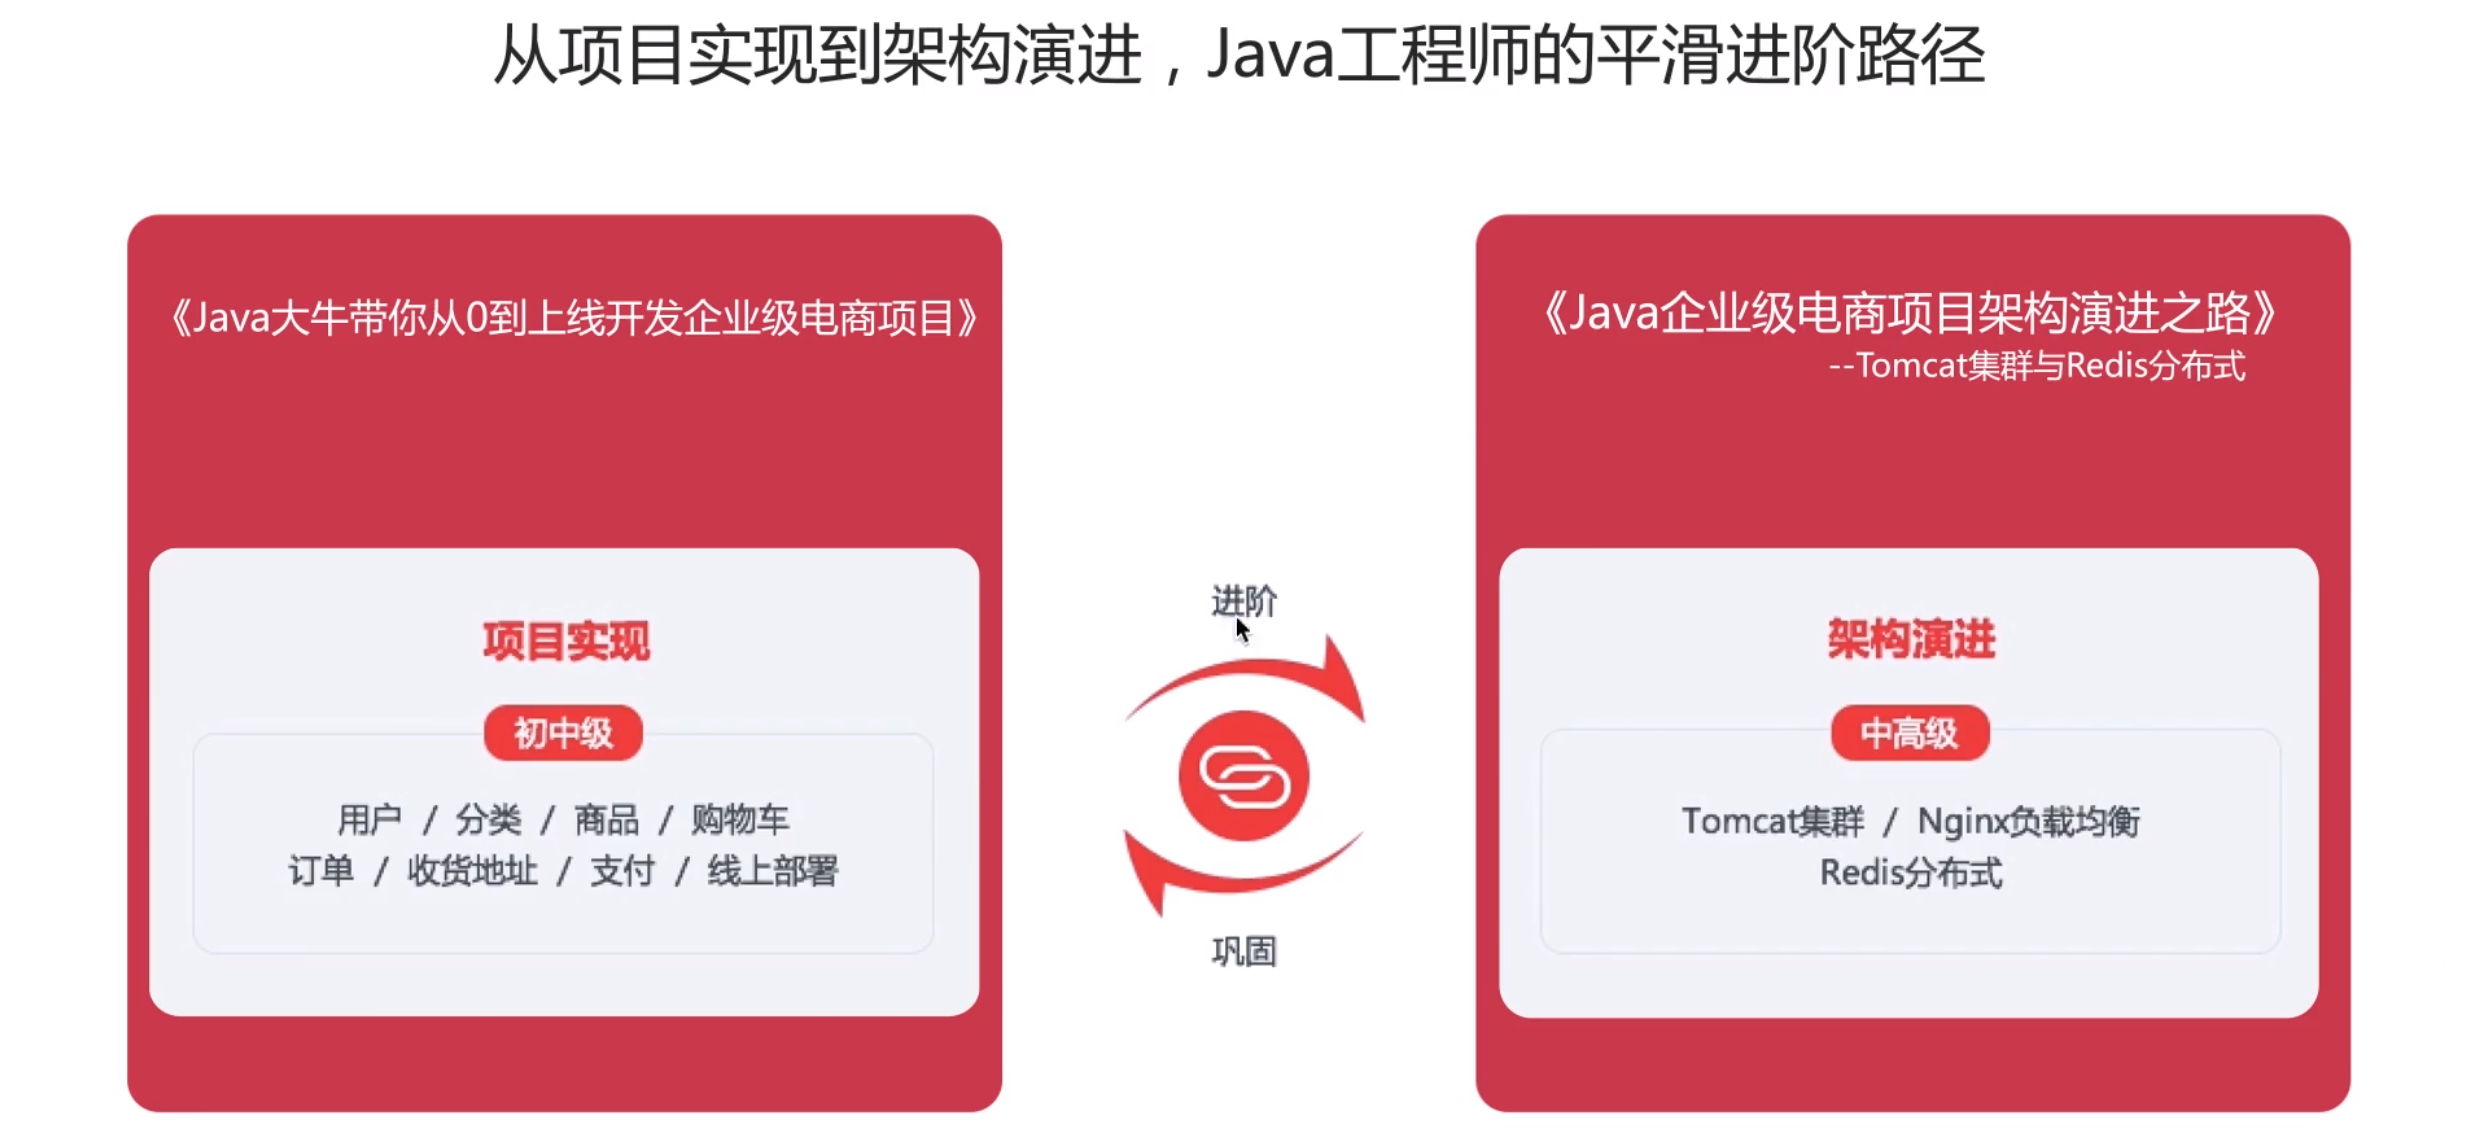 从项目实现到架构演进，Java工程师的平滑进阶路径
《Java大牛带你从0到上线开发企业级电商项目》
项目实现
初中级
用户 / 分类 / 商品 / 购物车
订单 / 收货地址 / 支付 / 线上部署
进阶
巩固
《Java企业级电商项目架构演进之路》
--Tomcat集群与Redis分布式
架构演进
中高级
Tomcat集群 / Nginx负载均衡
Redis分布式